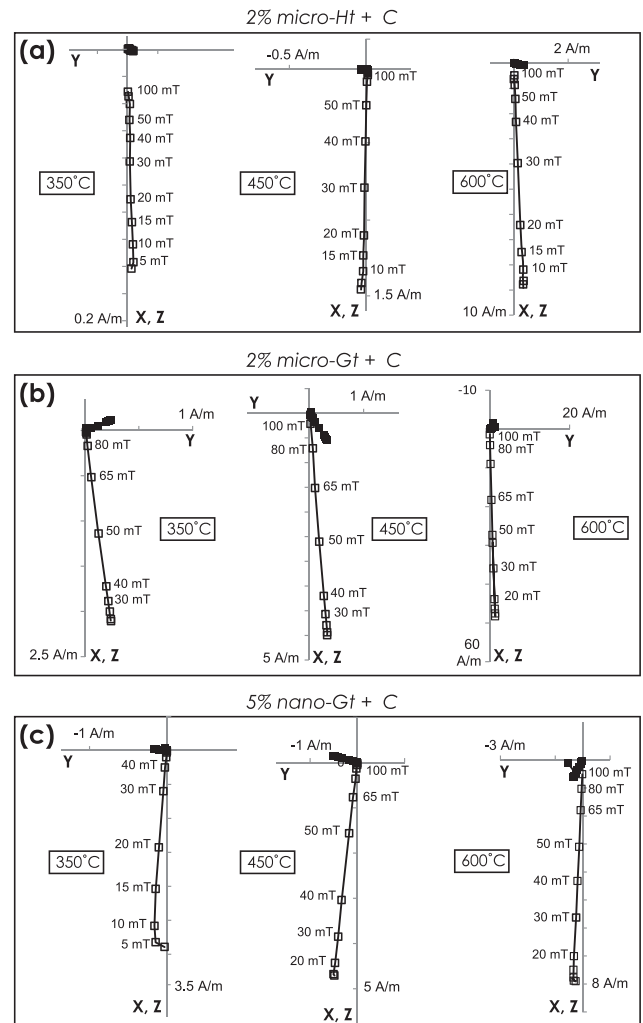 2% micro-Ht + C
(a)
Y
100 mT
50 mT
40 mT
30 mT
20 mT
15 mT
10 mT
5 mT
350˚C
0.2 A/m
X, Z
-0.5 A/m
Y
100 mT
50 mT
40 mT
30 mT
20 mT
15 mT
10 mT
450˚C
1.5 A/m
X, Z
2 A/m
Y
100 mT
50 mT
40 mT
30 mT
20 mT
15 mT
10 mT
600˚C
10 A/m
X, Z
2% micro-Gt + C
(b)
1 A/m
Y
80 mT
65 mT
50 mT
40 mT
30 mT
350˚C
2.5 A/m
X, Z
Y
1 A/m
100 mT
80 mT
65 mT
50 mT
40 mT
30 mT
450˚C
5 A/m
X, Z
-10
20 A/m
Y
100 mT
80 mT
65 mT
50 mT
30 mT
20 mT
600˚C
60
A/m
X, Z
5% nano-Gt + C
(c)
-1 A/m
Y
40 mT
30 mT
20 mT
15 mT
10 mT
5 mT
350˚C
3.5 A/m
X, Z
-1 A/m
0
Y
100 mT
65 mT
50 mT
40 mT
30 mT
20 mT
450˚C
5 A/m
X, Z
-3 A/m
Y
100 mT
80 mT
65 mT
50 mT
40 mT
30 mT
20 mT
600˚C
8 A/m
X, Z